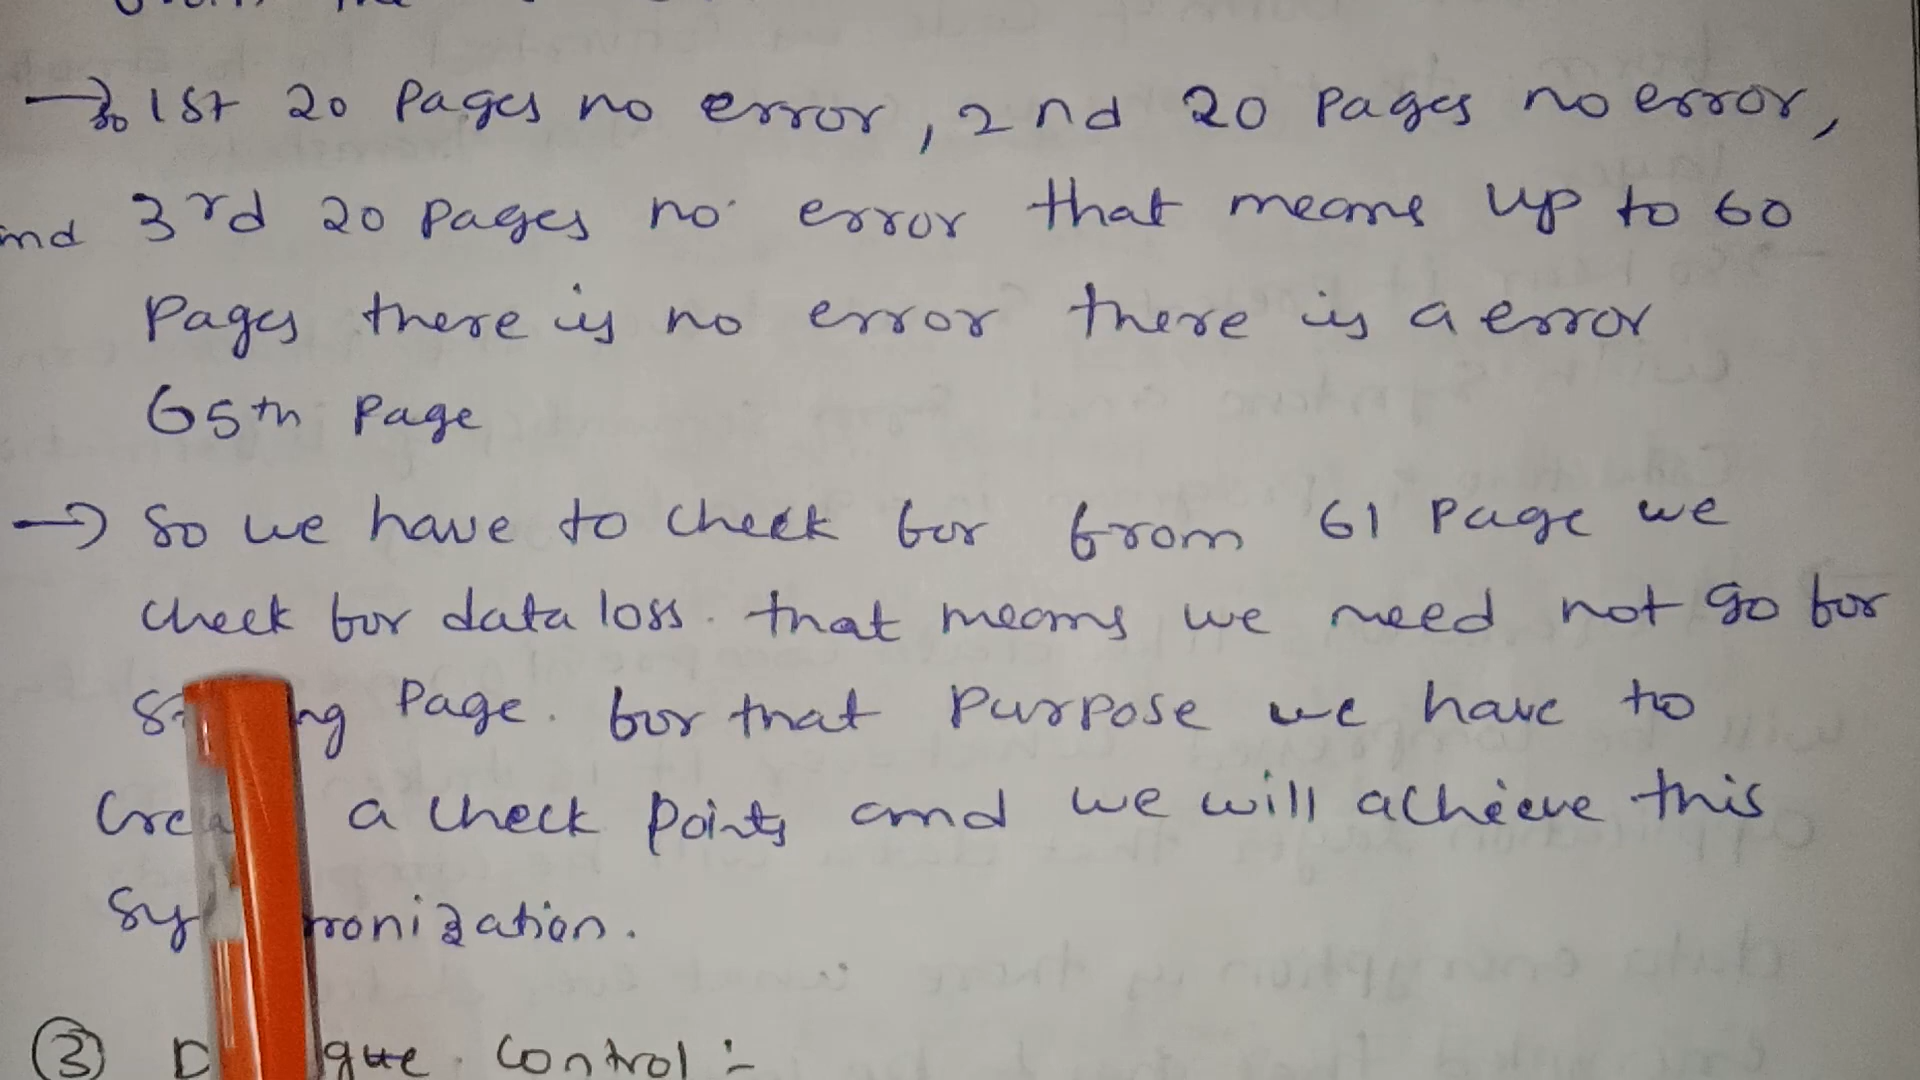 → So 1st 20 Pages no error, 2nd 20 Pages no error,
and 3rd 20 Pages no error that means up to 60
Pages there is no error there is a error
65th Page
→ So we have to check for from 61 Page we
check for data loss. that means we need not go for
Page. for that Purpose we have to
a check Points and we will achieve this
③ control :-